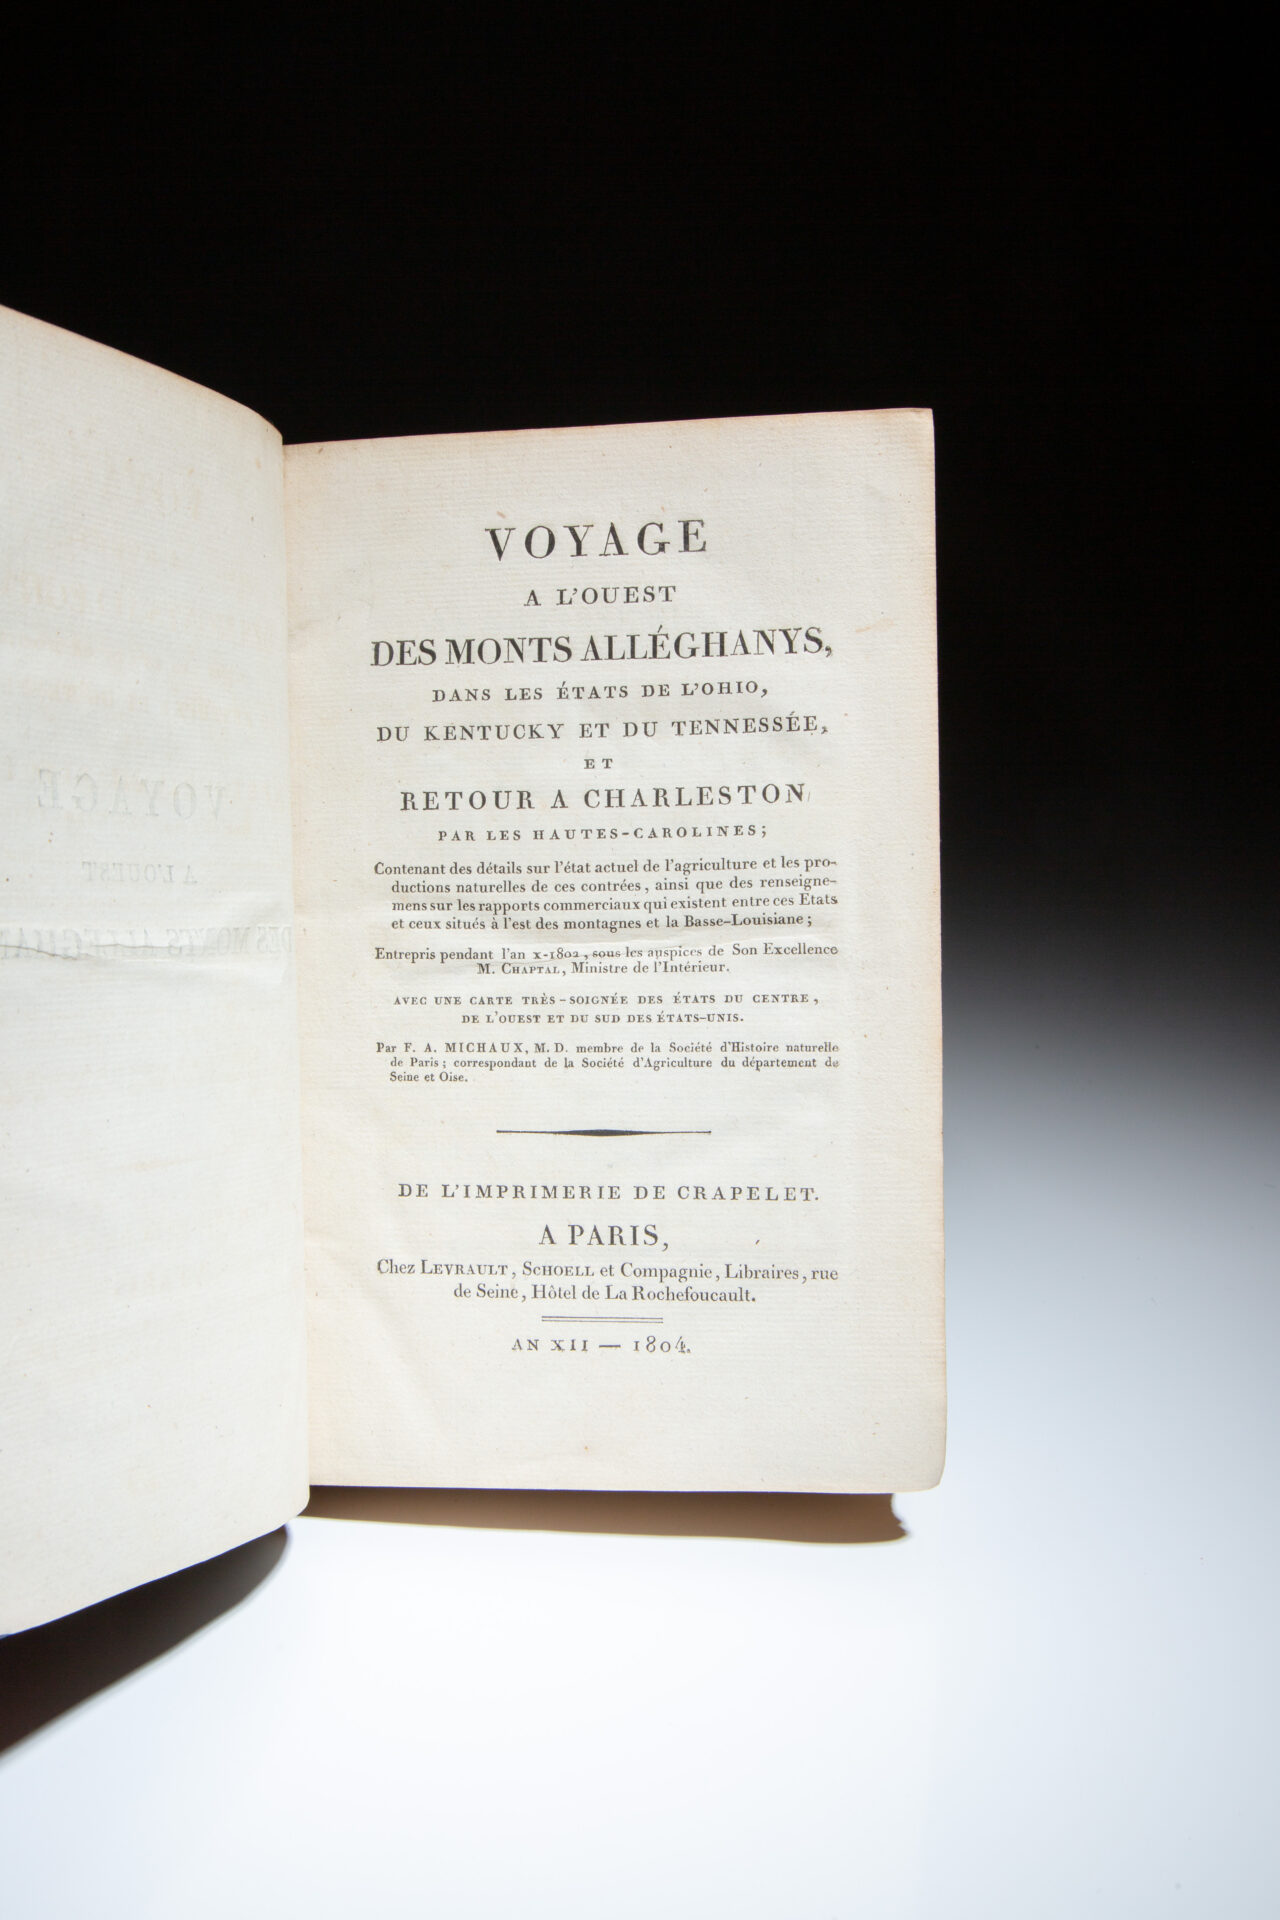 VOYAGE
A L'OUEST
DES MONTS ALLÉGHANYS,
DANS LES ÉTATS DE L'OHIO,
DU KENTUCKY ET DU TENNESSÉE,
ET
RETOUR A CHARLESTON
PAR LES HAUTES-CAROLINES;
Contenant des détails sur l'état actuel de l'agriculture et les pro-
ductions naturelles de ces contrées, ainsi que des renseigne-
mens sur les rapports commerciaux qui existent entre ces Etats
et ceux situés à l'est des montagnes et la Basse-Louisiane;
Entrepris pendant l'an x-1802, sous les auspices de Son Excellence
M. CHAPTAL, Ministre de l'Intérieur.
AVEC UNE CARTE TRÈS-SOIGNÉE DES ÉTATS DU CENTRE,
DE L'OUEST ET DU SUD DES ÉTATS-UNIS.
Par F. A. MICHAUX, M. D. membre de la Société d'Histoire naturelle
de Paris; correspondant de la Société d'Agriculture du département de
Seine et Oise.
DE L'IMPRIMERIE DE CRAPELET.
A PARIS,
Chez LEVRAULT, SCHOELL et Compagnie, Libraires, rue
de Seine, Hôtel de La Rochefoucault.
AN XII — 1804.